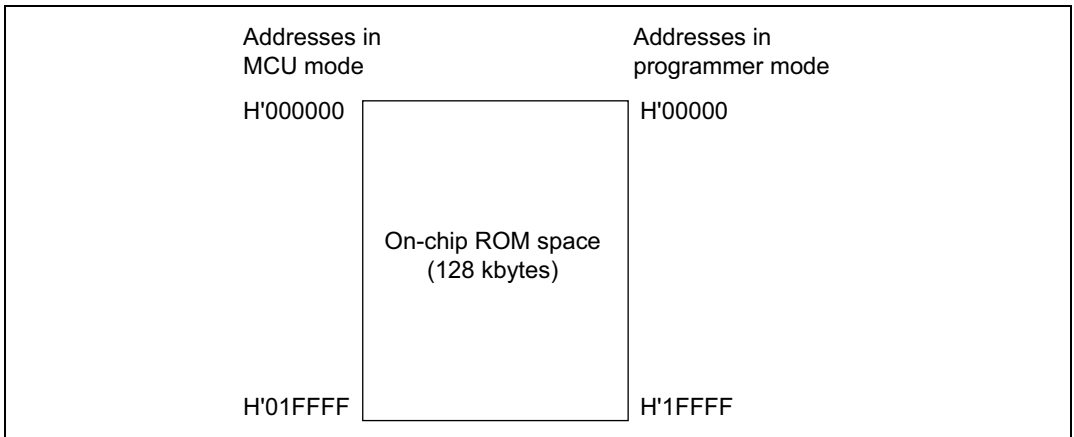 Addresses in
MCU mode
Addresses in
programmer mode
H'000000
H'00000
On-chip ROM space
(128 kbytes)
H'01FFFF
H'1FFFF